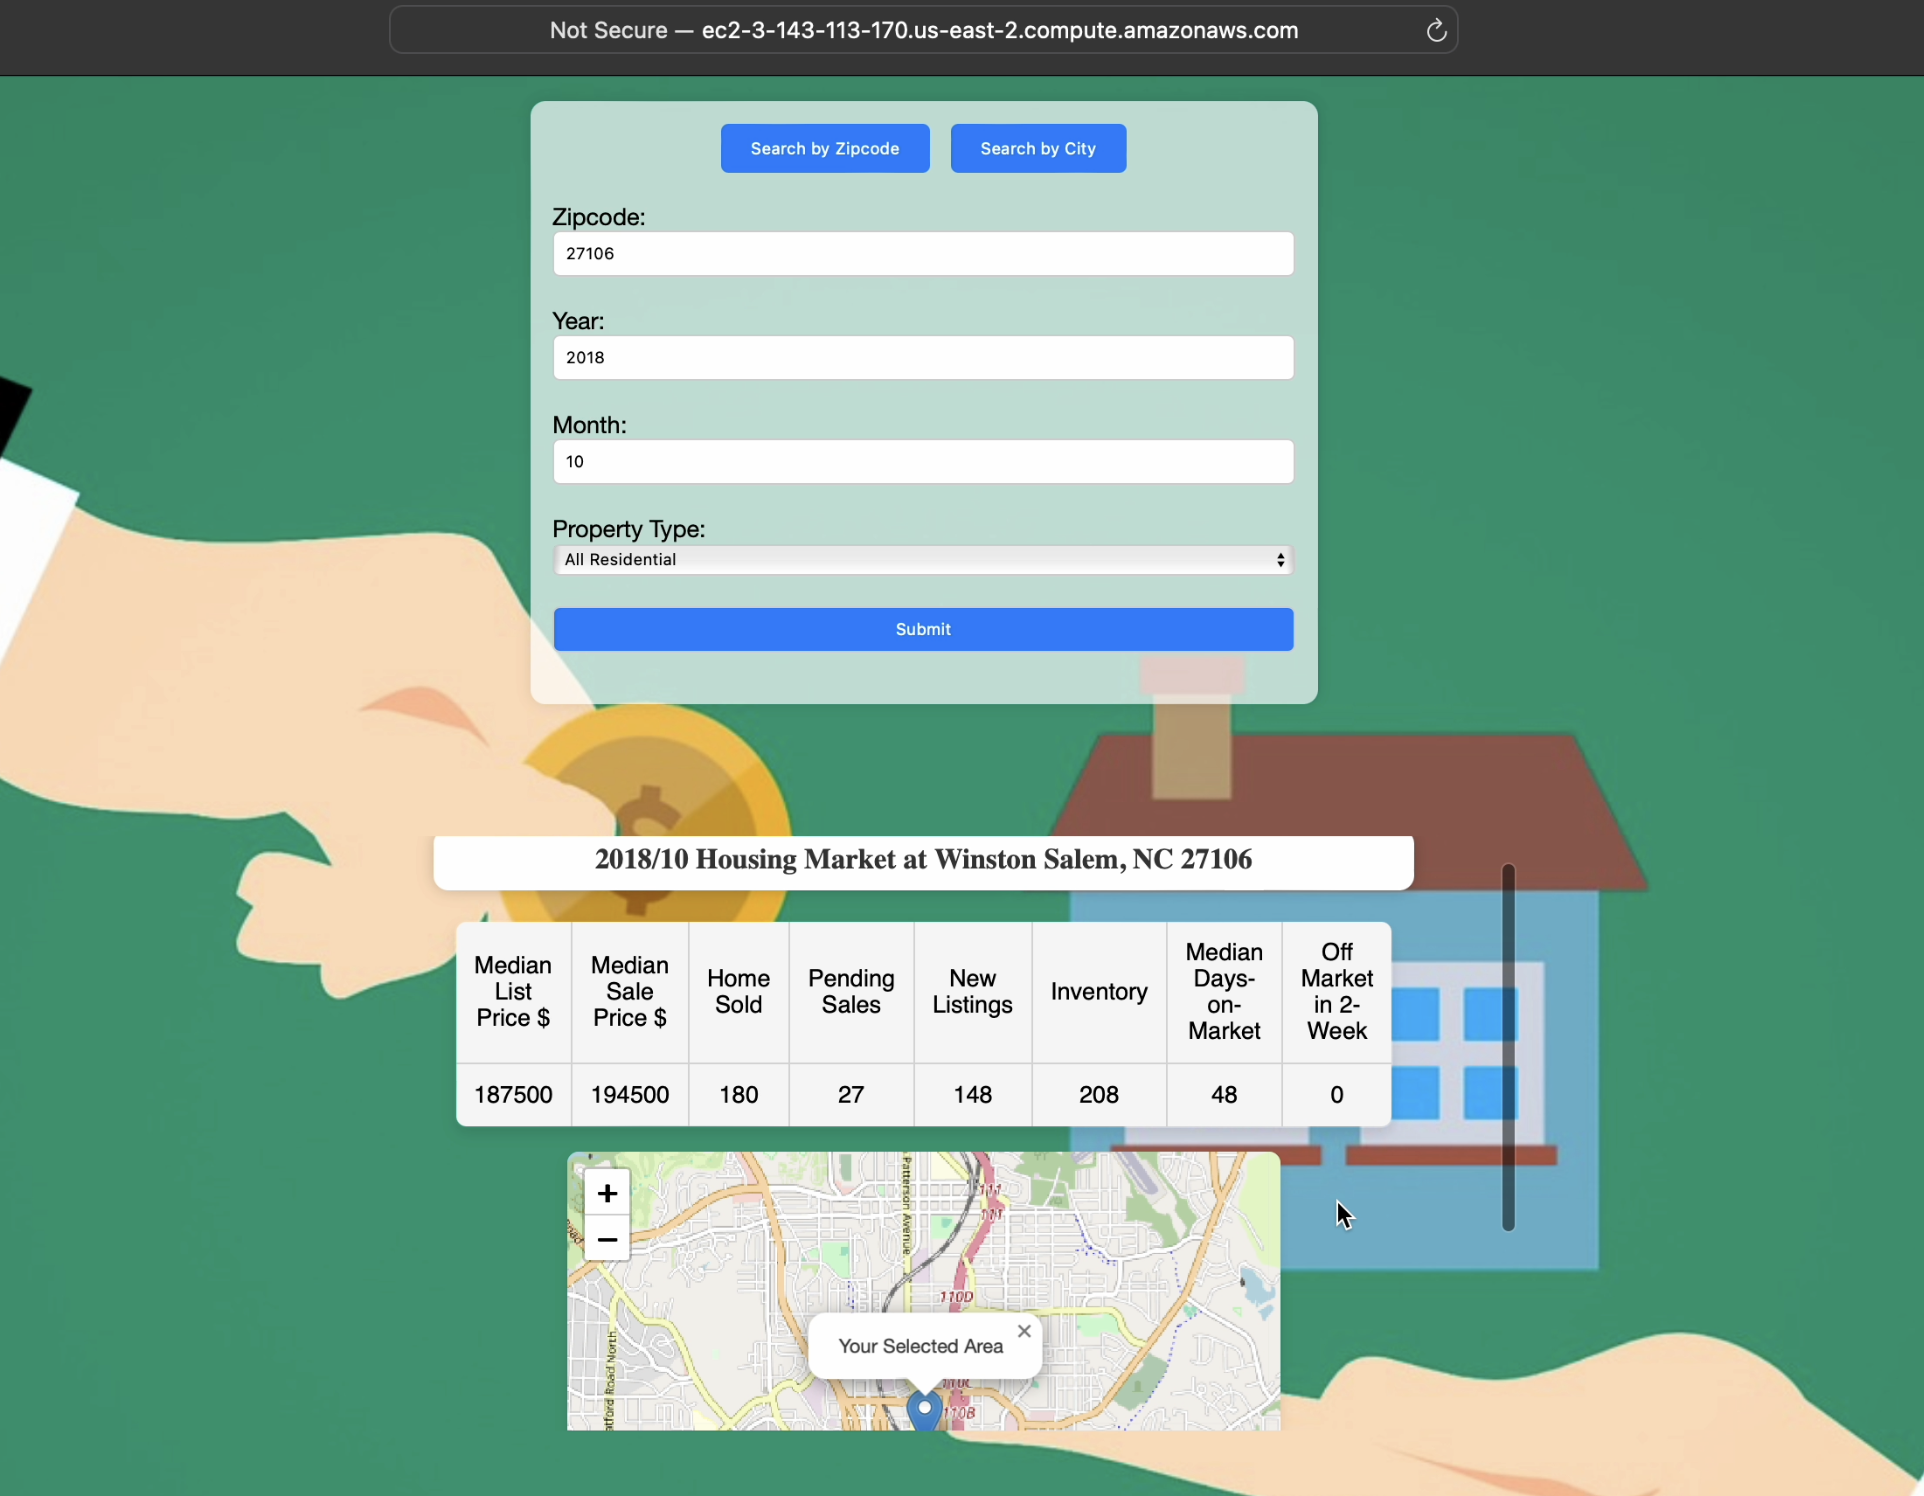 Not Secure — ec2-3-143-113-170.us-east-2.compute.amazonaws.com
Search by Zipcode
Search by City
Zipcode:
27106
Year:
2018
Month:
10
Property Type:
All Residential
Submit
$
2018/10 Housing Market at Winston Salem, NC 27106
Median List Price $
Median Sale Price $
Home Sold
Pending Sales
New Listings
Inventory
Median Days-on-Market
Off Market in 2-Week
187500
194500
180
27
148
208
48
0
+
−
Patterson Avenue
111
111
110D
Your Selected Area
×
110C
110B